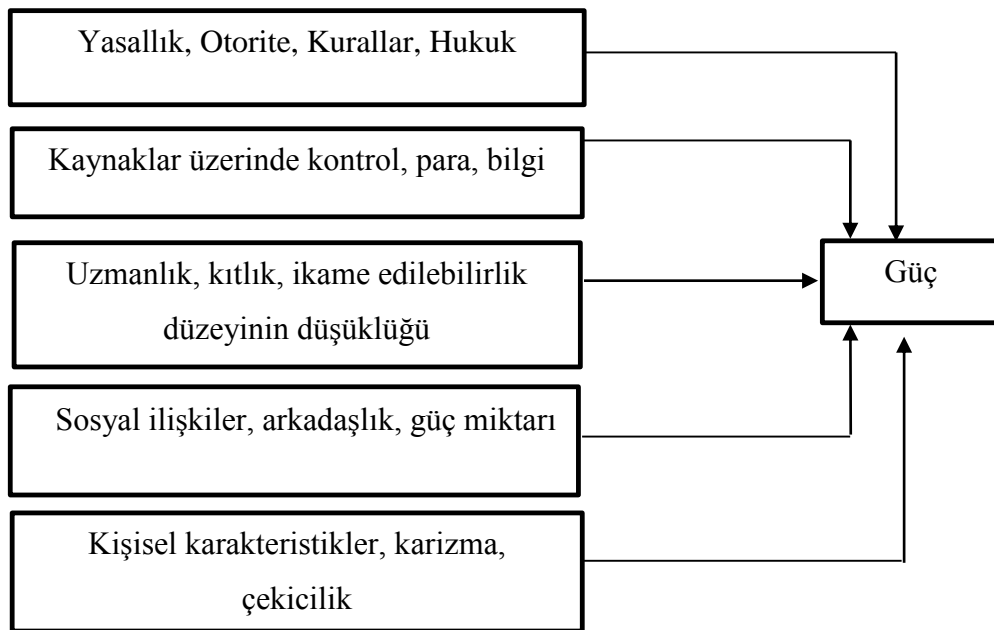 Yasallık, Otorite, Kurallar, Hukuk
Kaynaklar üzerinde kontrol, para, bilgi
Uzmanlık, kıtlık, ikame edilebilirlik
düzeyinin düşüklüğü
Güç
Sosyal ilişkiler, arkadaşlık, güç miktarı
Kişisel karakteristikler, karizma,
çekicilik